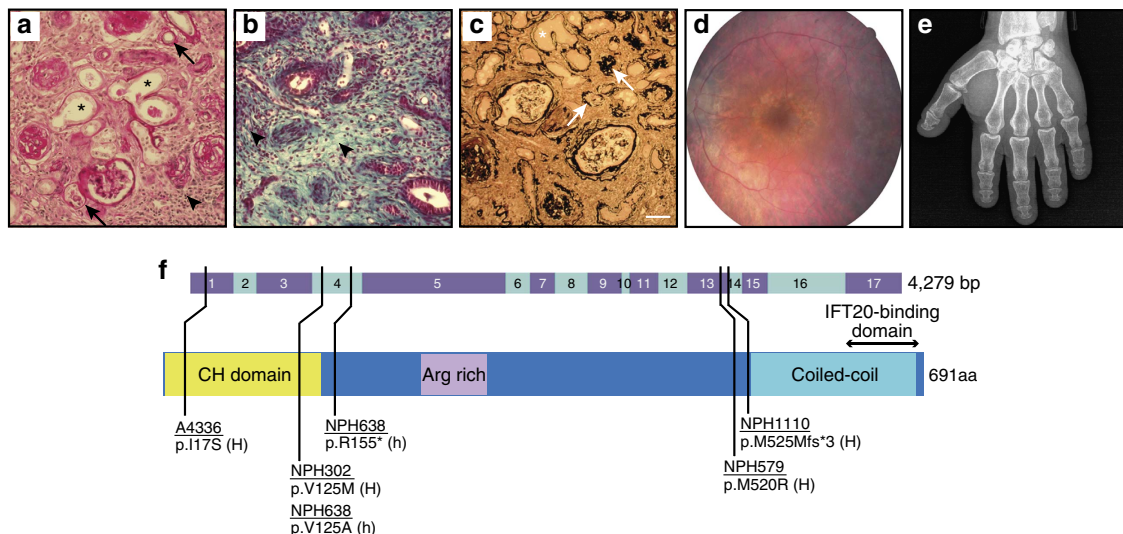 a
b
c
d
e
*
*
*
f
1 2 3 4 5 6 7 8 9 10 11 12 13 14 15 16 17
4,279 bp
IFT20-binding
domain
CH domain
Arg rich
Coiled-coil
691aa
A4336
p.I17S (H)
NPH638
p.R155* (h)
NPH1110
p.M525Mfs*3 (H)
NPH302
p.V125M (H)
NPH579
p.M520R (H)
NPH638
p.V125A (h)